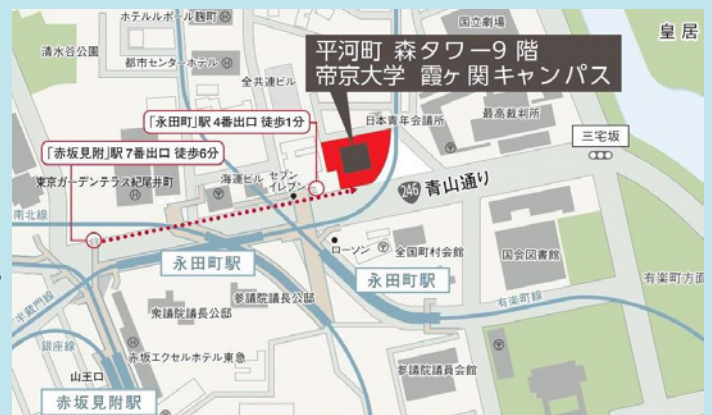 ホテルルポール麹町
国立劇場
皇居
清水谷公園
都市センターホテル
全共連ビル
平河町 森タワー9 階
帝京大学 霞ヶ関キャンパス
日本青年会議所
最高裁判所
三宅坂
「永田町」駅 4番出口 徒歩1分
「赤坂見附」駅 7番出口 徒歩6分
東京ガーデンテラス紀尾井町
海運ビル
セブン
イレブン
246 青山通り
南北線
永田町駅
ローソン
全国町村会館
国会図書館
永田町駅
有楽町方面
半蔵門線
衆議院議長公邸
参議院議長公邸
有楽町線
銀座線
赤坂エクセルホテル東急
山王口
赤坂見附駅
参議院議員会館